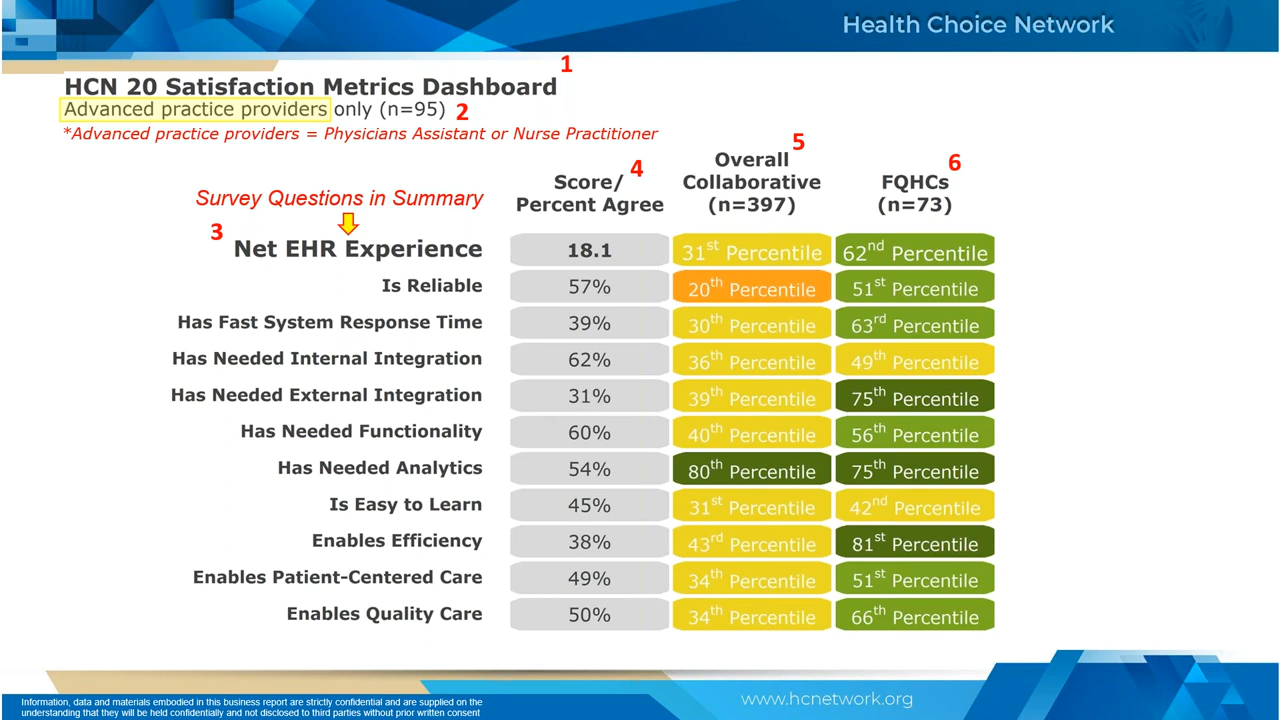 Health Choice Network
1
HCN 20 Satisfaction Metrics Dashboard
Advanced practice providers only (n=95) 2
*Advanced practice providers = Physicians Assistant or Nurse Practitioner
4 5 6
Score/ Percent Agree
Overall Collaborative (n=397)
FQHCs (n=73)
Survey Questions in Summary
3 Net EHR Experience 18.1 31st Percentile 62nd Percentile
Is Reliable 57% 20th Percentile 51st Percentile
Has Fast System Response Time 39% 30th Percentile 63rd Percentile
Has Needed Internal Integration 62% 36th Percentile 49th Percentile
Has Needed External Integration 31% 39th Percentile 75th Percentile
Has Needed Functionality 60% 40th Percentile 56th Percentile
Has Needed Analytics 54% 80th Percentile 75th Percentile
Is Easy to Learn 45% 31st Percentile 42nd Percentile
Enables Efficiency 38% 43rd Percentile 81st Percentile
Enables Patient-Centered Care 49% 34th Percentile 51st Percentile
Enables Quality Care 50% 34th Percentile 66th Percentile
Information, data and materials embodied in this business report are strictly confidential and are supplied on the
understanding that they will be held confidentially and not disclosed to third parties without prior written consent
www.hcnetwork.org